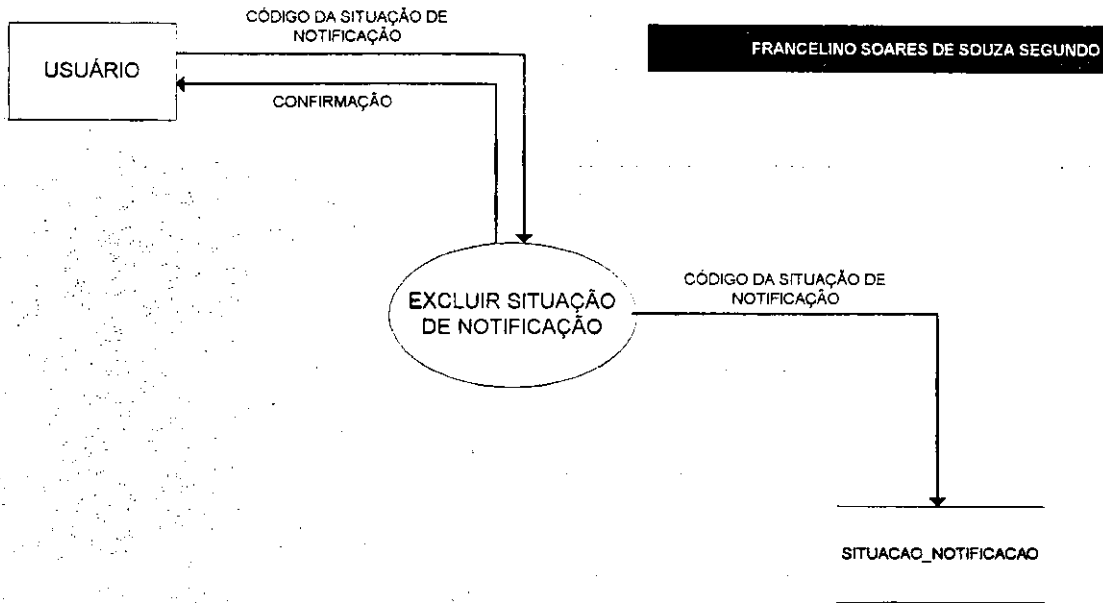 CÓDIGO DA SITUAÇÃO DE
NOTIFICAÇÃO
FRANCELINO SOARES DE SOUZA SEGUNDO
USUÁRIO
CONFIRMAÇÃO
EXCLUIR SITUAÇÃO
DE NOTIFICAÇÃO
CÓDIGO DA SITUAÇÃO DE
NOTIFICAÇÃO
SITUACAO_NOTIFICACAO